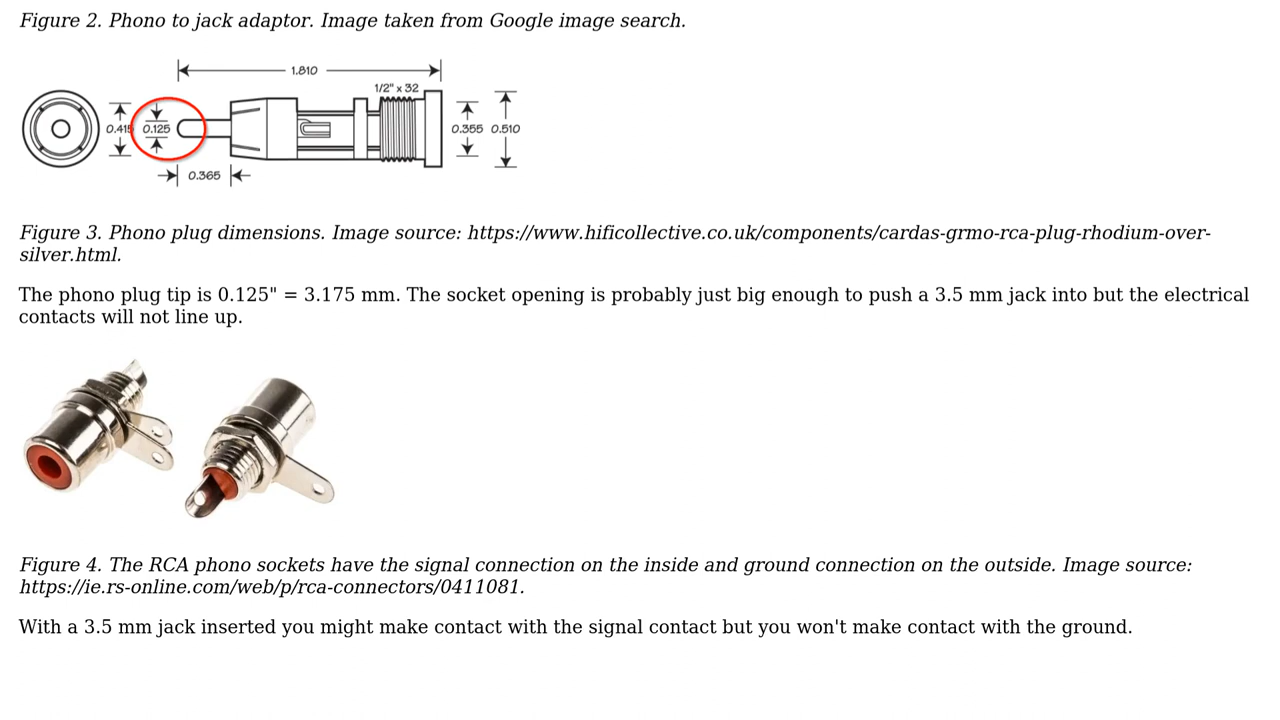 Figure 2. Phono to jack adaptor. Image taken from Google image search.
1.810
1/2" x 32
0.415 0.125 0.355 0.510
0.365
Figure 3. Phono plug dimensions. Image source: https://www.hificollective.co.uk/components/cardas-grmo-rca-plug-rhodium-over-
silver.html.
The phono plug tip is 0.125" = 3.175 mm. The socket opening is probably just big enough to push a 3.5 mm jack into but the electrical
contacts will not line up.
Figure 4. The RCA phono sockets have the signal connection on the inside and ground connection on the outside. Image source:
https://ie.rs-online.com/web/p/rca-connectors/0411081.
With a 3.5 mm jack inserted you might make contact with the signal contact but you won't make contact with the ground.